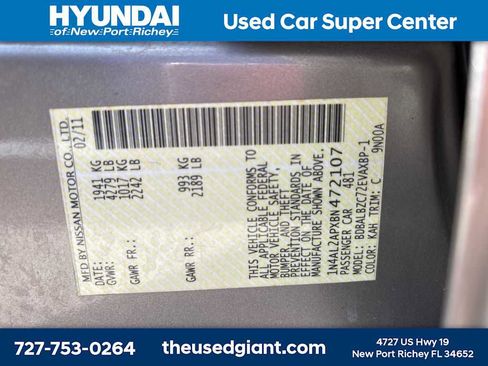 HYUNDAI
of New Port Richey
Used Car Super Center
MFD BY NISSAN MOTOR CO.,LTD.
DATE: 02/11
GVWR: 1941 KG
4279 LB
GAWR FR.: 1017 KG
2242 LB
GAWR RR.: 993 KG
2189 LB
THIS VEHICLE CONFORMS TO
ALL APPLICABLE FEDERAL
MOTOR VEHICLE SAFETY,
BUMPER, AND THEFT
PREVENTION STANDARDS IN
EFFECT ON THE DATE OF
MANUFACTURE SHOWN ABOVE.
1N4AL2APXBN472107
PASSENGER CAR 481
MODEL: BDBALBZC72EVAXBP-1
COLOR: KAH TRIM: C 9N00A
727-753-0264
theusedgiant.com/
4727 US Hwy 19
New Port Richey FL 34652